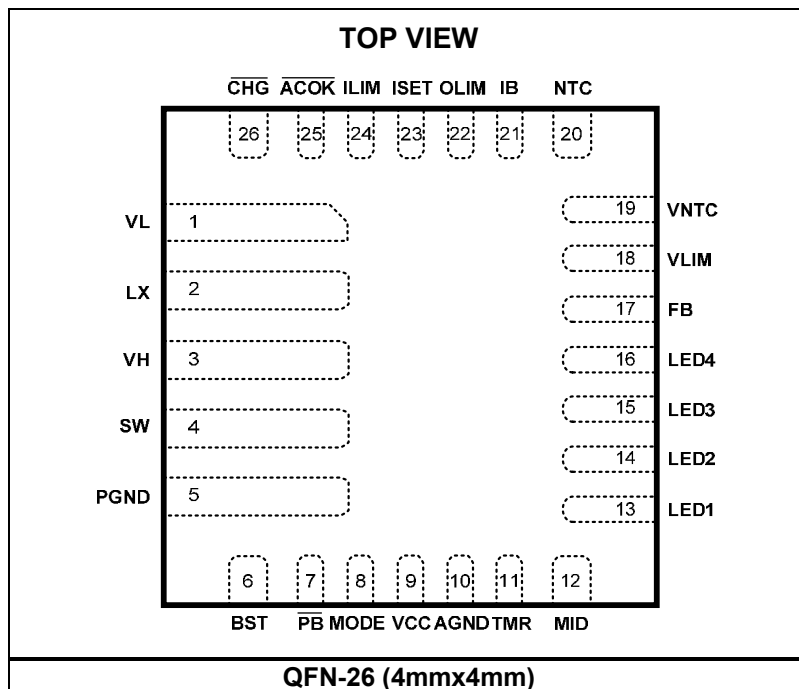 TOP VIEW
CHG ACOK ILIM ISET OLIM IB NTC
26 25 24 23 22 21 20
VL 1
LX 2
VH 3
SW 4
PGND 5
19 VNTC
18 VLIM
17 FB
16 LED4
15 LED3
14 LED2
13 LED1
6 7 8 9 10 11 12
BST PB MODE VCC AGND TMR MID
QFN-26 (4mmx4mm)